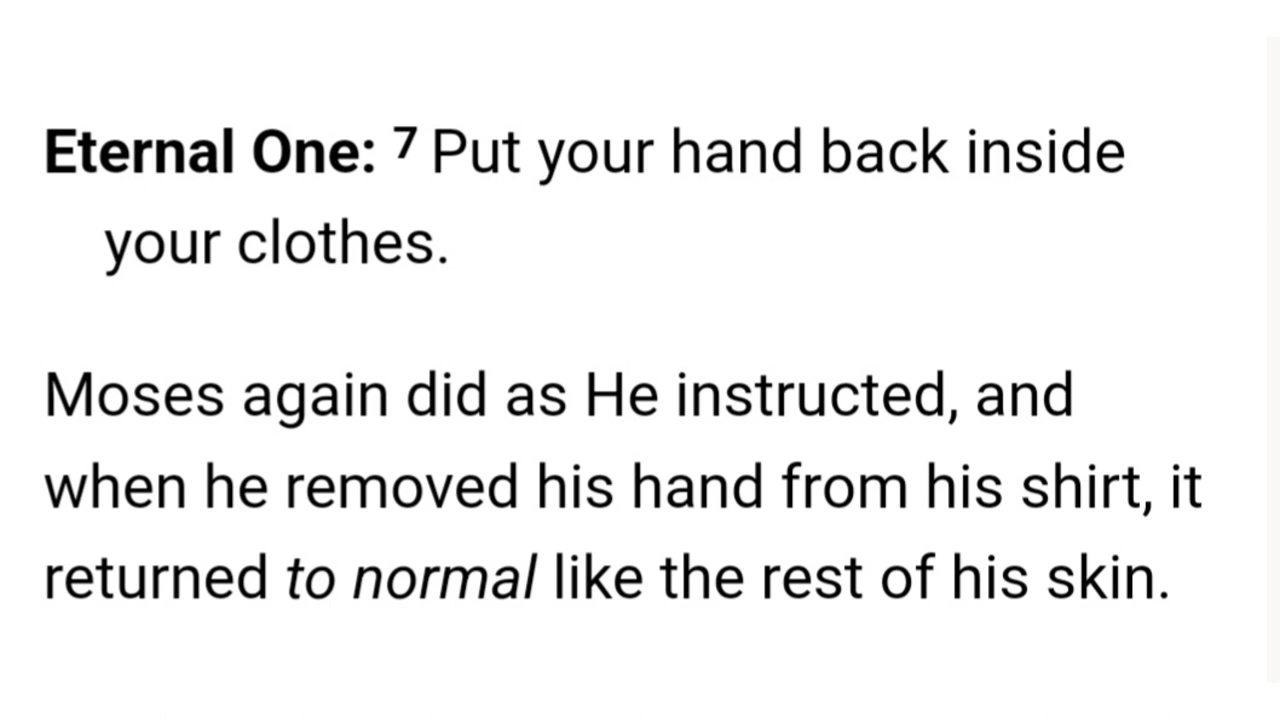 Eternal One: ⁷ Put your hand back inside
your clothes.
Moses again did as He instructed, and
when he removed his hand from his shirt, it
returned to normal like the rest of his skin.